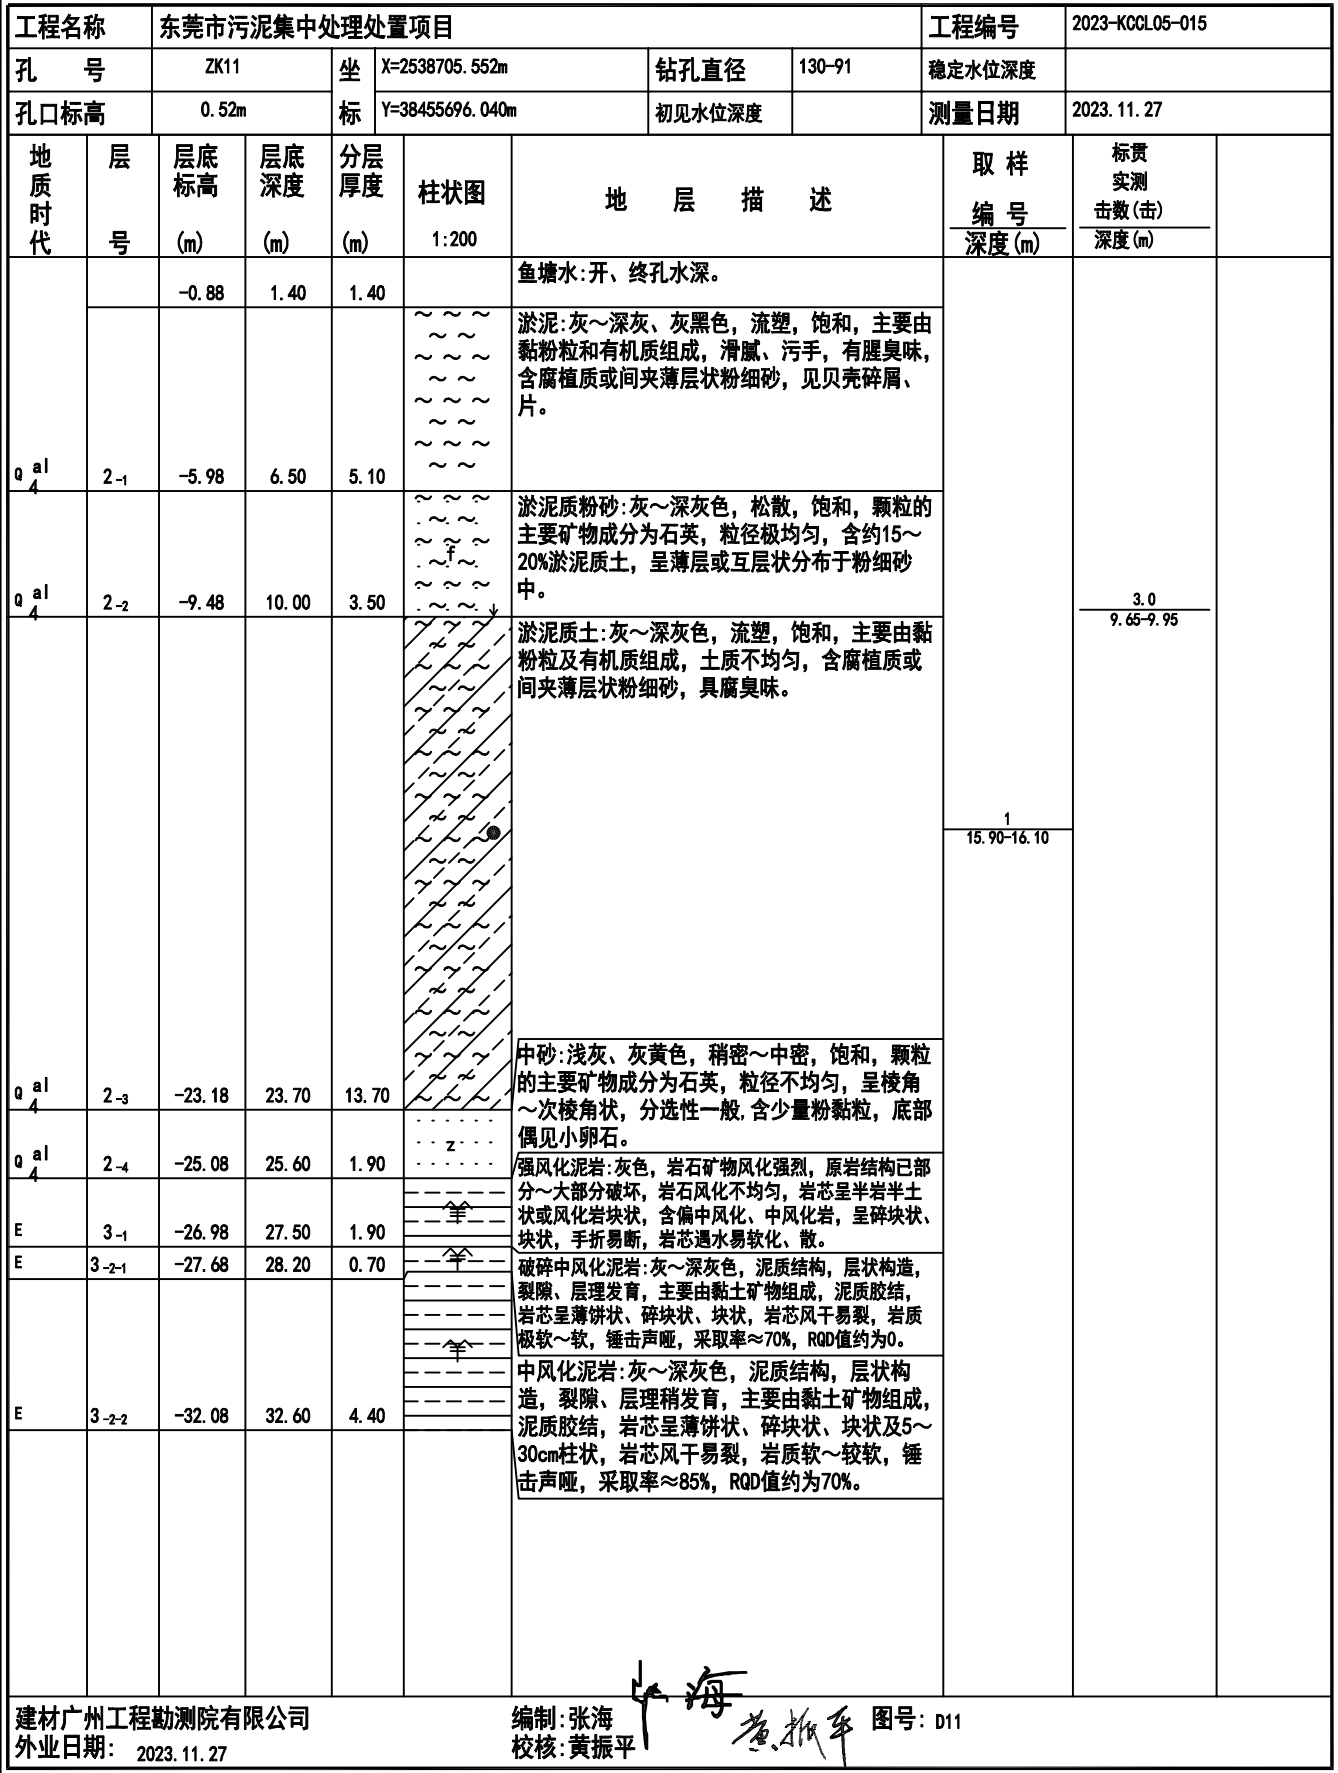 工程名称 东莞市污泥集中处理处置项目 工程编号 2023-KCCL05-015
孔 号 ZK11 坐 X=2538705.552m 钻孔直径 130-91 稳定水位深度
孔口标高 0.52m 标 Y=38455696.040m 初见水位深度 测量日期 2023.11.27
地质时代 层号 层底标高(m) 层底深度(m) 分层厚度(m) 柱状图 1:200 地 层 描 述 取样编号 深度(m) 标贯实测击数(击) 深度(m)
鱼塘水:开、终孔水深。
-0.88 1.40 1.40
淤泥:灰～深灰、灰黑色，流塑，饱和，主要由
黏粉粒和有机质组成，滑腻、污手，有腥臭味，
含腐植质或间夹薄层状粉细砂，见贝壳碎屑、
片。
Q al 4 2-1 -5.98 6.50 5.10
淤泥质粉砂:灰～深灰色，松散，饱和，颗粒的
主要矿物成分为石英，粒径极均匀，含约15～
20%淤泥质土，呈薄层或互层状分布于粉细砂
中。
f
Q al 4 2-2 -9.48 10.00 3.50
3.0
9.65-9.95
淤泥质土:灰～深灰色，流塑，饱和，主要由黏
粉粒及有机质组成，土质不均匀，含腐植质或
间夹薄层状粉细砂，具腐臭味。
1
15.90-16.10
Q al 4 2-3 -23.18 23.70 13.70
中砂:浅灰、灰黄色，稍密～中密，饱和，颗粒
的主要矿物成分为石英，粒径不均匀，呈棱角
～次棱角状，分选性一般,含少量粉黏粒，底部
偶见小卵石。
z
Q al 4 2-4 -25.08 25.60 1.90
强风化泥岩:灰色，岩石矿物风化强烈，原岩结构已部
分～大部分破坏，岩石风化不均匀，岩芯呈半岩半土
状或风化岩块状，含偏中风化、中风化岩，呈碎块状、
块状，手折易断，岩芯遇水易软化、散。
E 3-1 -26.98 27.50 1.90
E 3-2-1 -27.68 28.20 0.70
破碎中风化泥岩:灰～深灰色，泥质结构，层状构造，
裂隙、层理发育，主要由黏土矿物组成，泥质胶结，
岩芯呈薄饼状、碎块状、块状，岩芯风干易裂，岩质
极软～软，锤击声哑，采取率≈70%，RQD值约为0。
中风化泥岩:灰～深灰色，泥质结构，层状构
造，裂隙、层理稍发育，主要由黏土矿物组成，
泥质胶结，岩芯呈薄饼状、碎块状、块状及5～
30cm柱状，岩芯风干易裂，岩质软～较软，锤
击声哑，采取率≈85%，RQD值约为70%。
E 3-2-2 -32.08 32.60 4.40
建材广州工程勘测院有限公司 编制:张海 张海 图号: D11
外业日期: 2023.11.27 校核:黄振平 黄振平